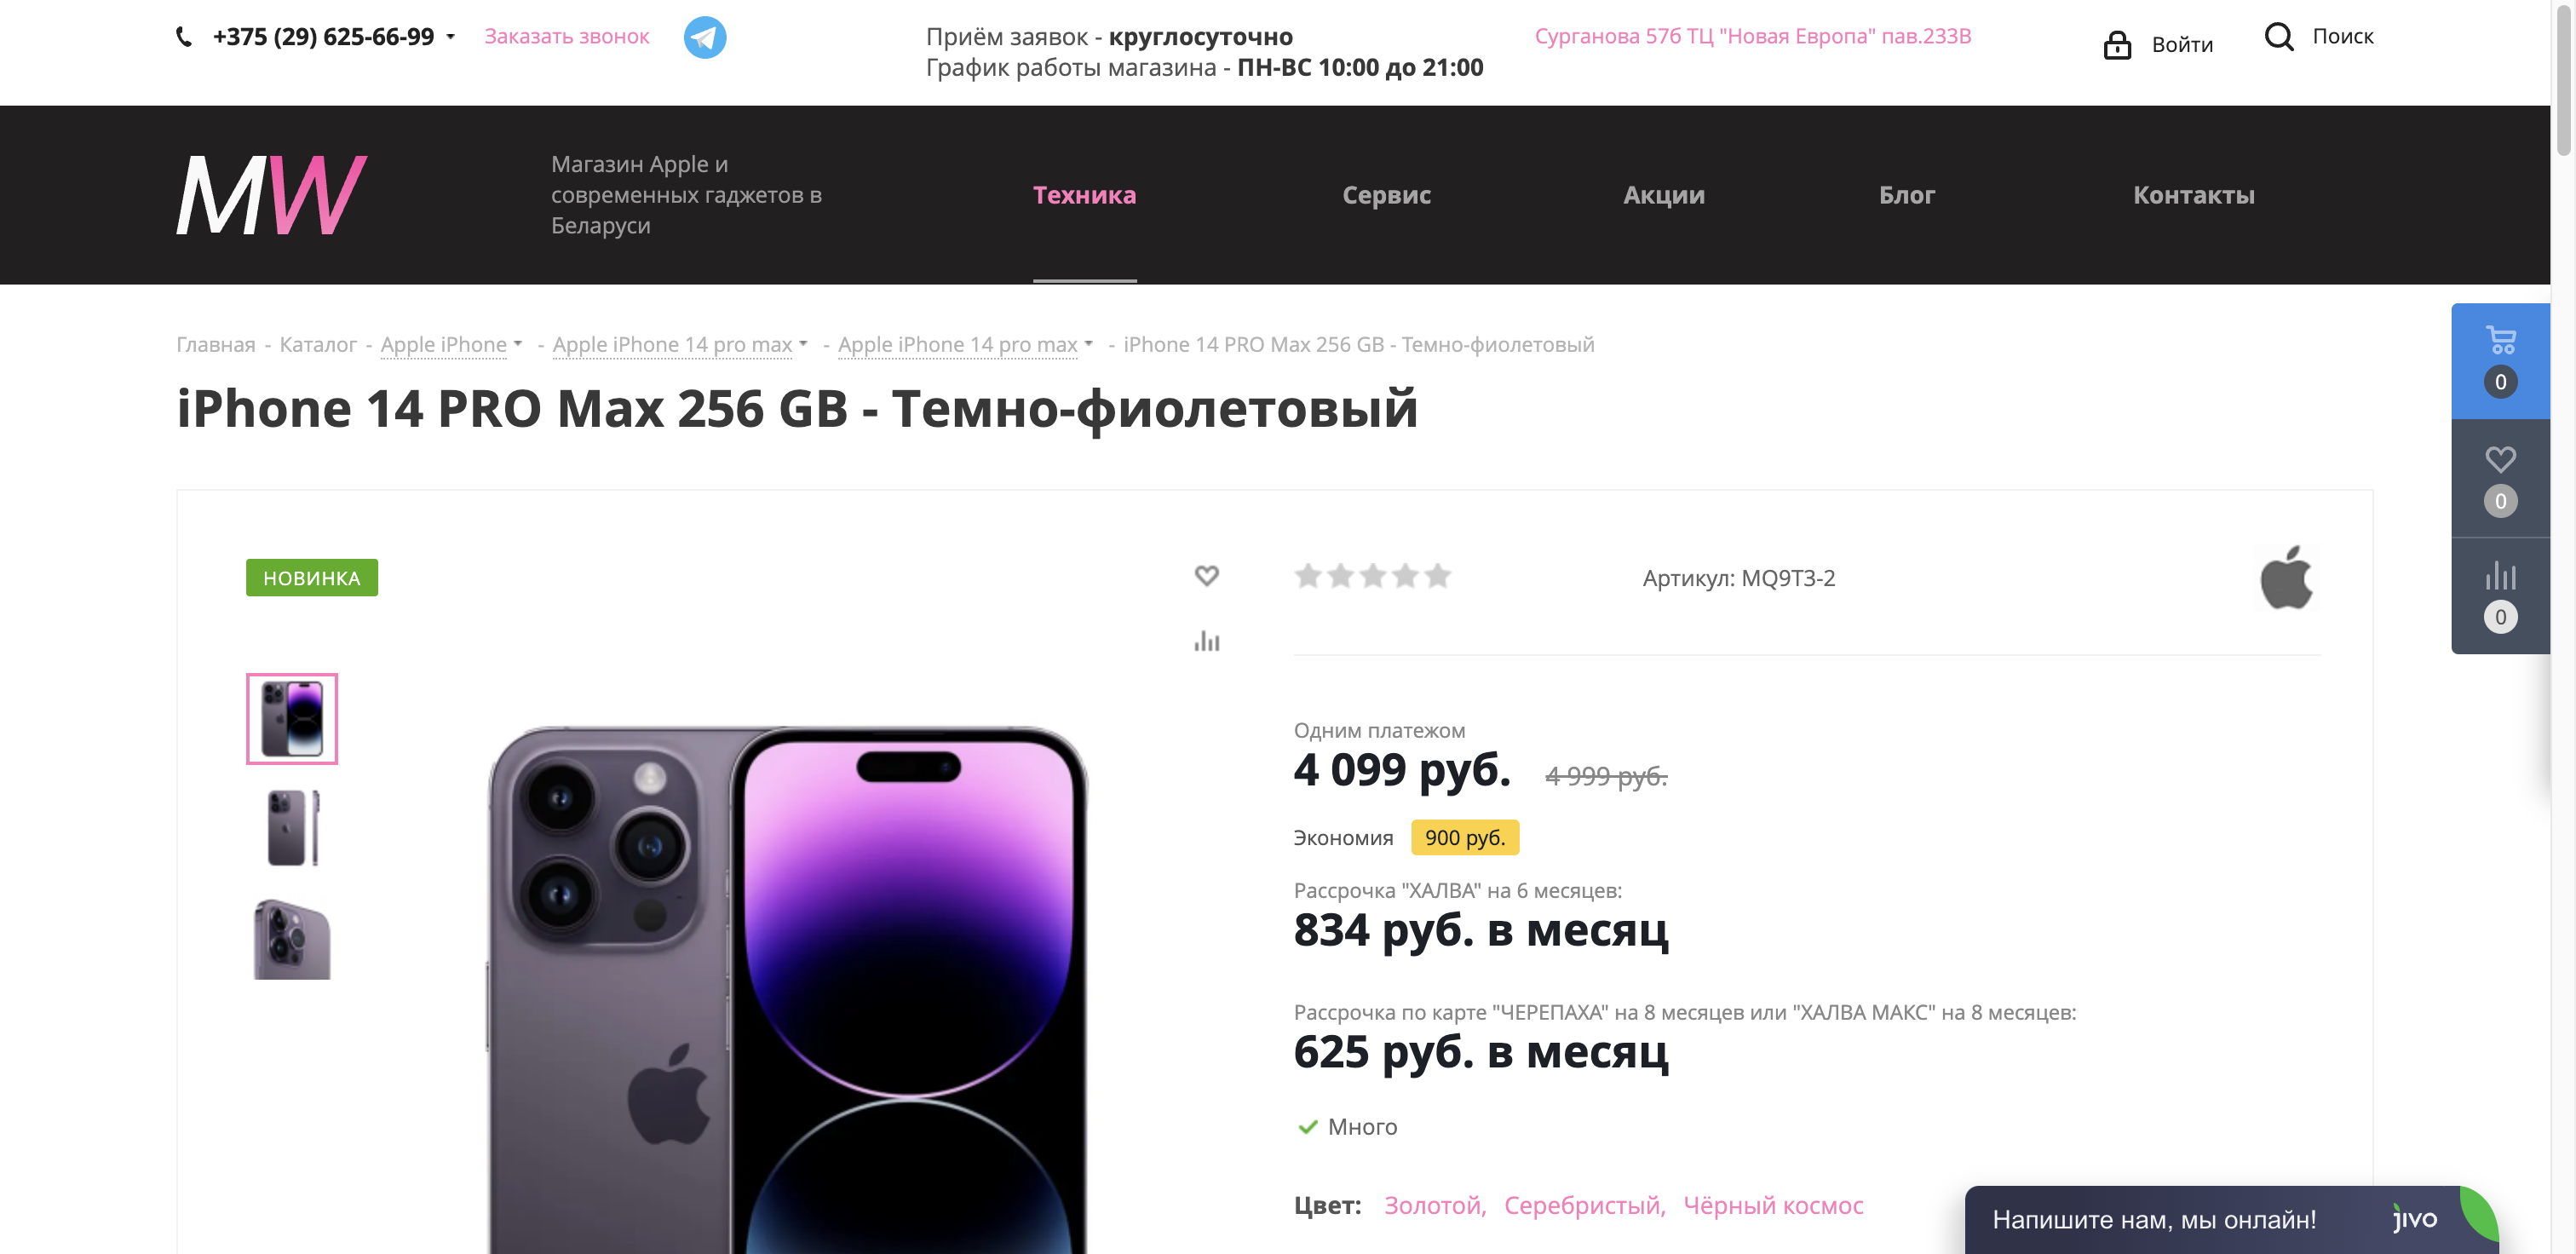 +375 (29) 625-66-99
Заказать звонок
Приём заявок - круглосуточно
График работы магазина - ПН-ВС 10:00 до 21:00
Сурганова 57б ТЦ "Новая Европа" пав.233В
Войти
Поиск
MW
Магазин Apple и
современных гаджетов в
Беларуси
Техника
Сервис
Акции
Блог
Контакты
Главная - Каталог - Apple iPhone - Apple iPhone 14 pro max - Apple iPhone 14 pro max - iPhone 14 PRO Max 256 GB - Темно-фиолетовый
iPhone 14 PRO Max 256 GB - Темно-фиолетовый
0
0
0
НОВИНКА
Артикул: MQ9T3-2
Одним платежом
4 099 руб. 4 999 руб.
Экономия 900 руб.
Рассрочка "ХАЛВА" на 6 месяцев:
834 руб. в месяц
Рассрочка по карте "ЧЕРЕПАХА" на 8 месяцев или "ХАЛВА МАКС" на 8 месяцев:
625 руб. в месяц
Много
Цвет: Золотой, Серебристый, Чёрный космос
Напишите нам, мы онлайн! jivo